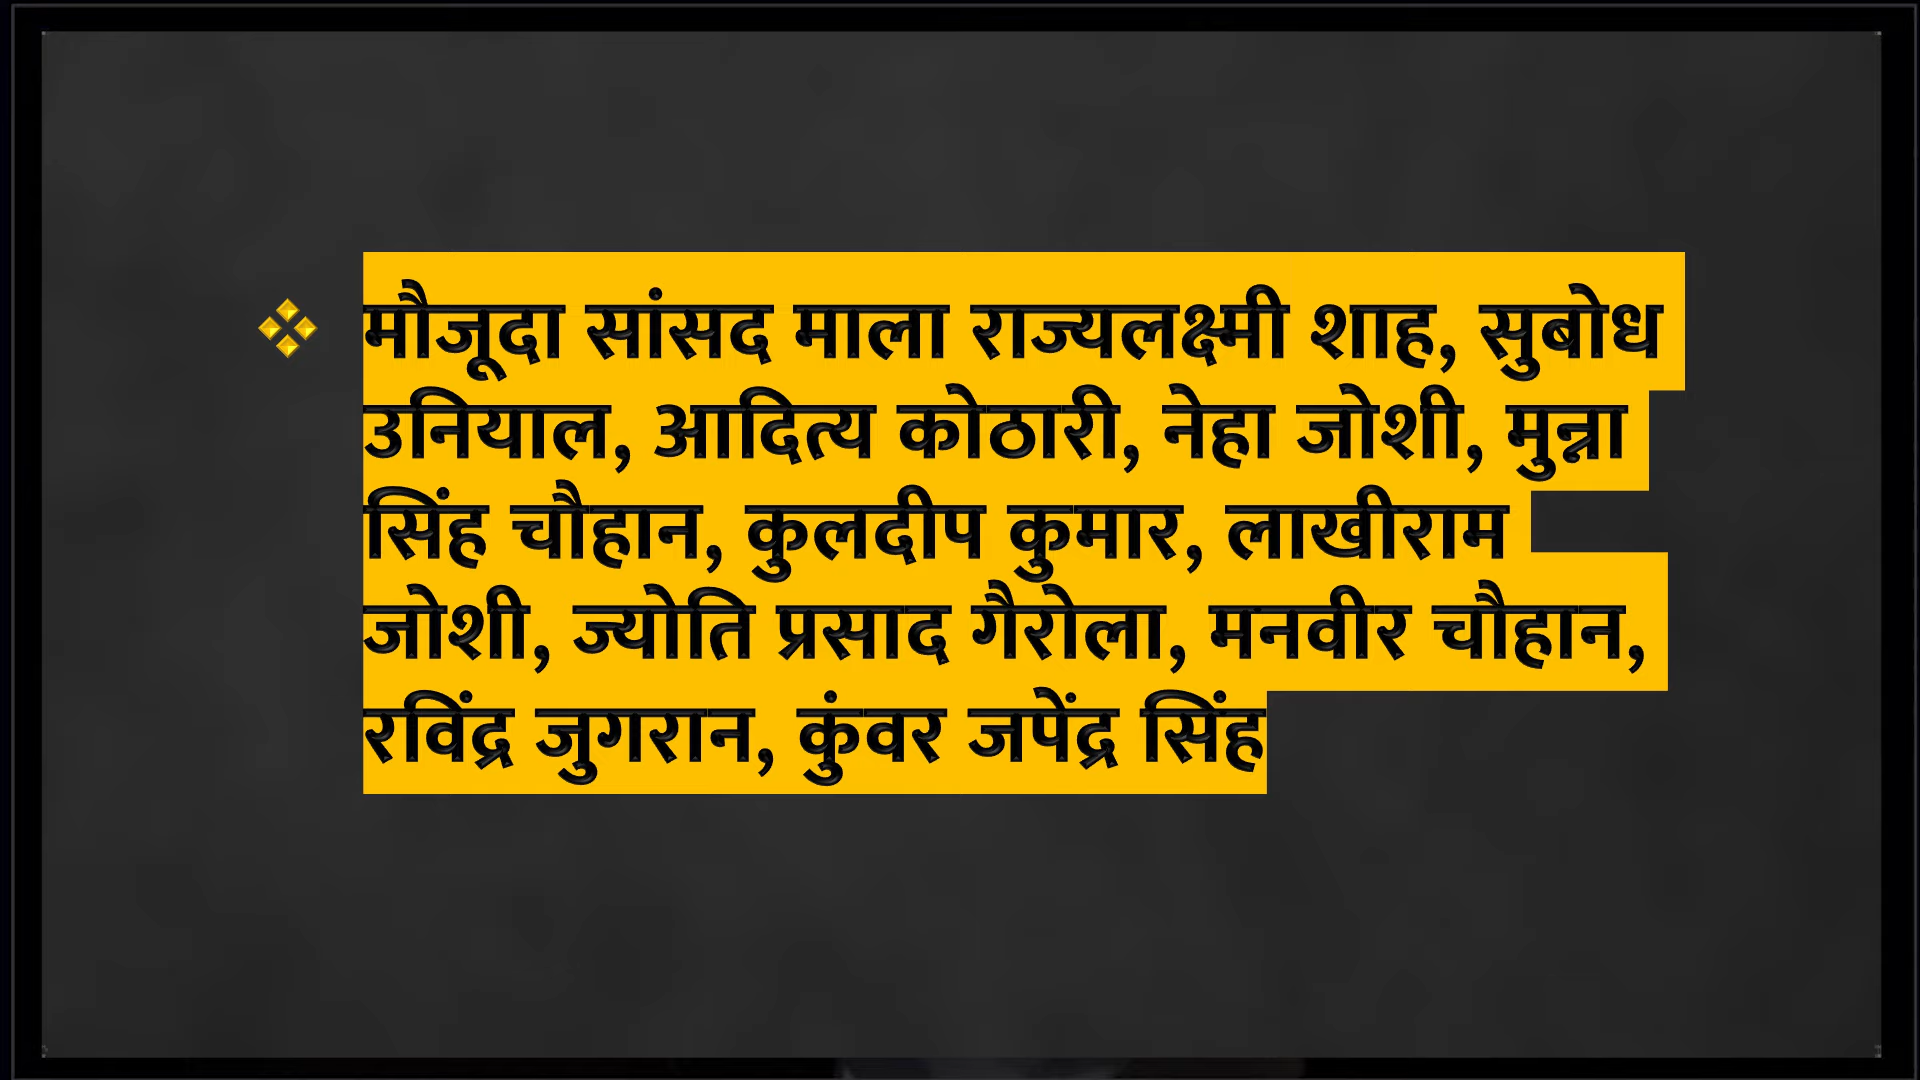 मौजूदा सांसद माला राज्यलक्ष्मी शाह, सुबोध
उनियाल, आदित्य कोठारी, नेहा जोशी, मुन्ना
सिंह चौहान, कुलदीप कुमार, लाखीराम
जोशी, ज्योति प्रसाद गैरोला, मनवीर चौहान,
रविंद्र जुगरान, कुंवर जपेंद्र सिंह